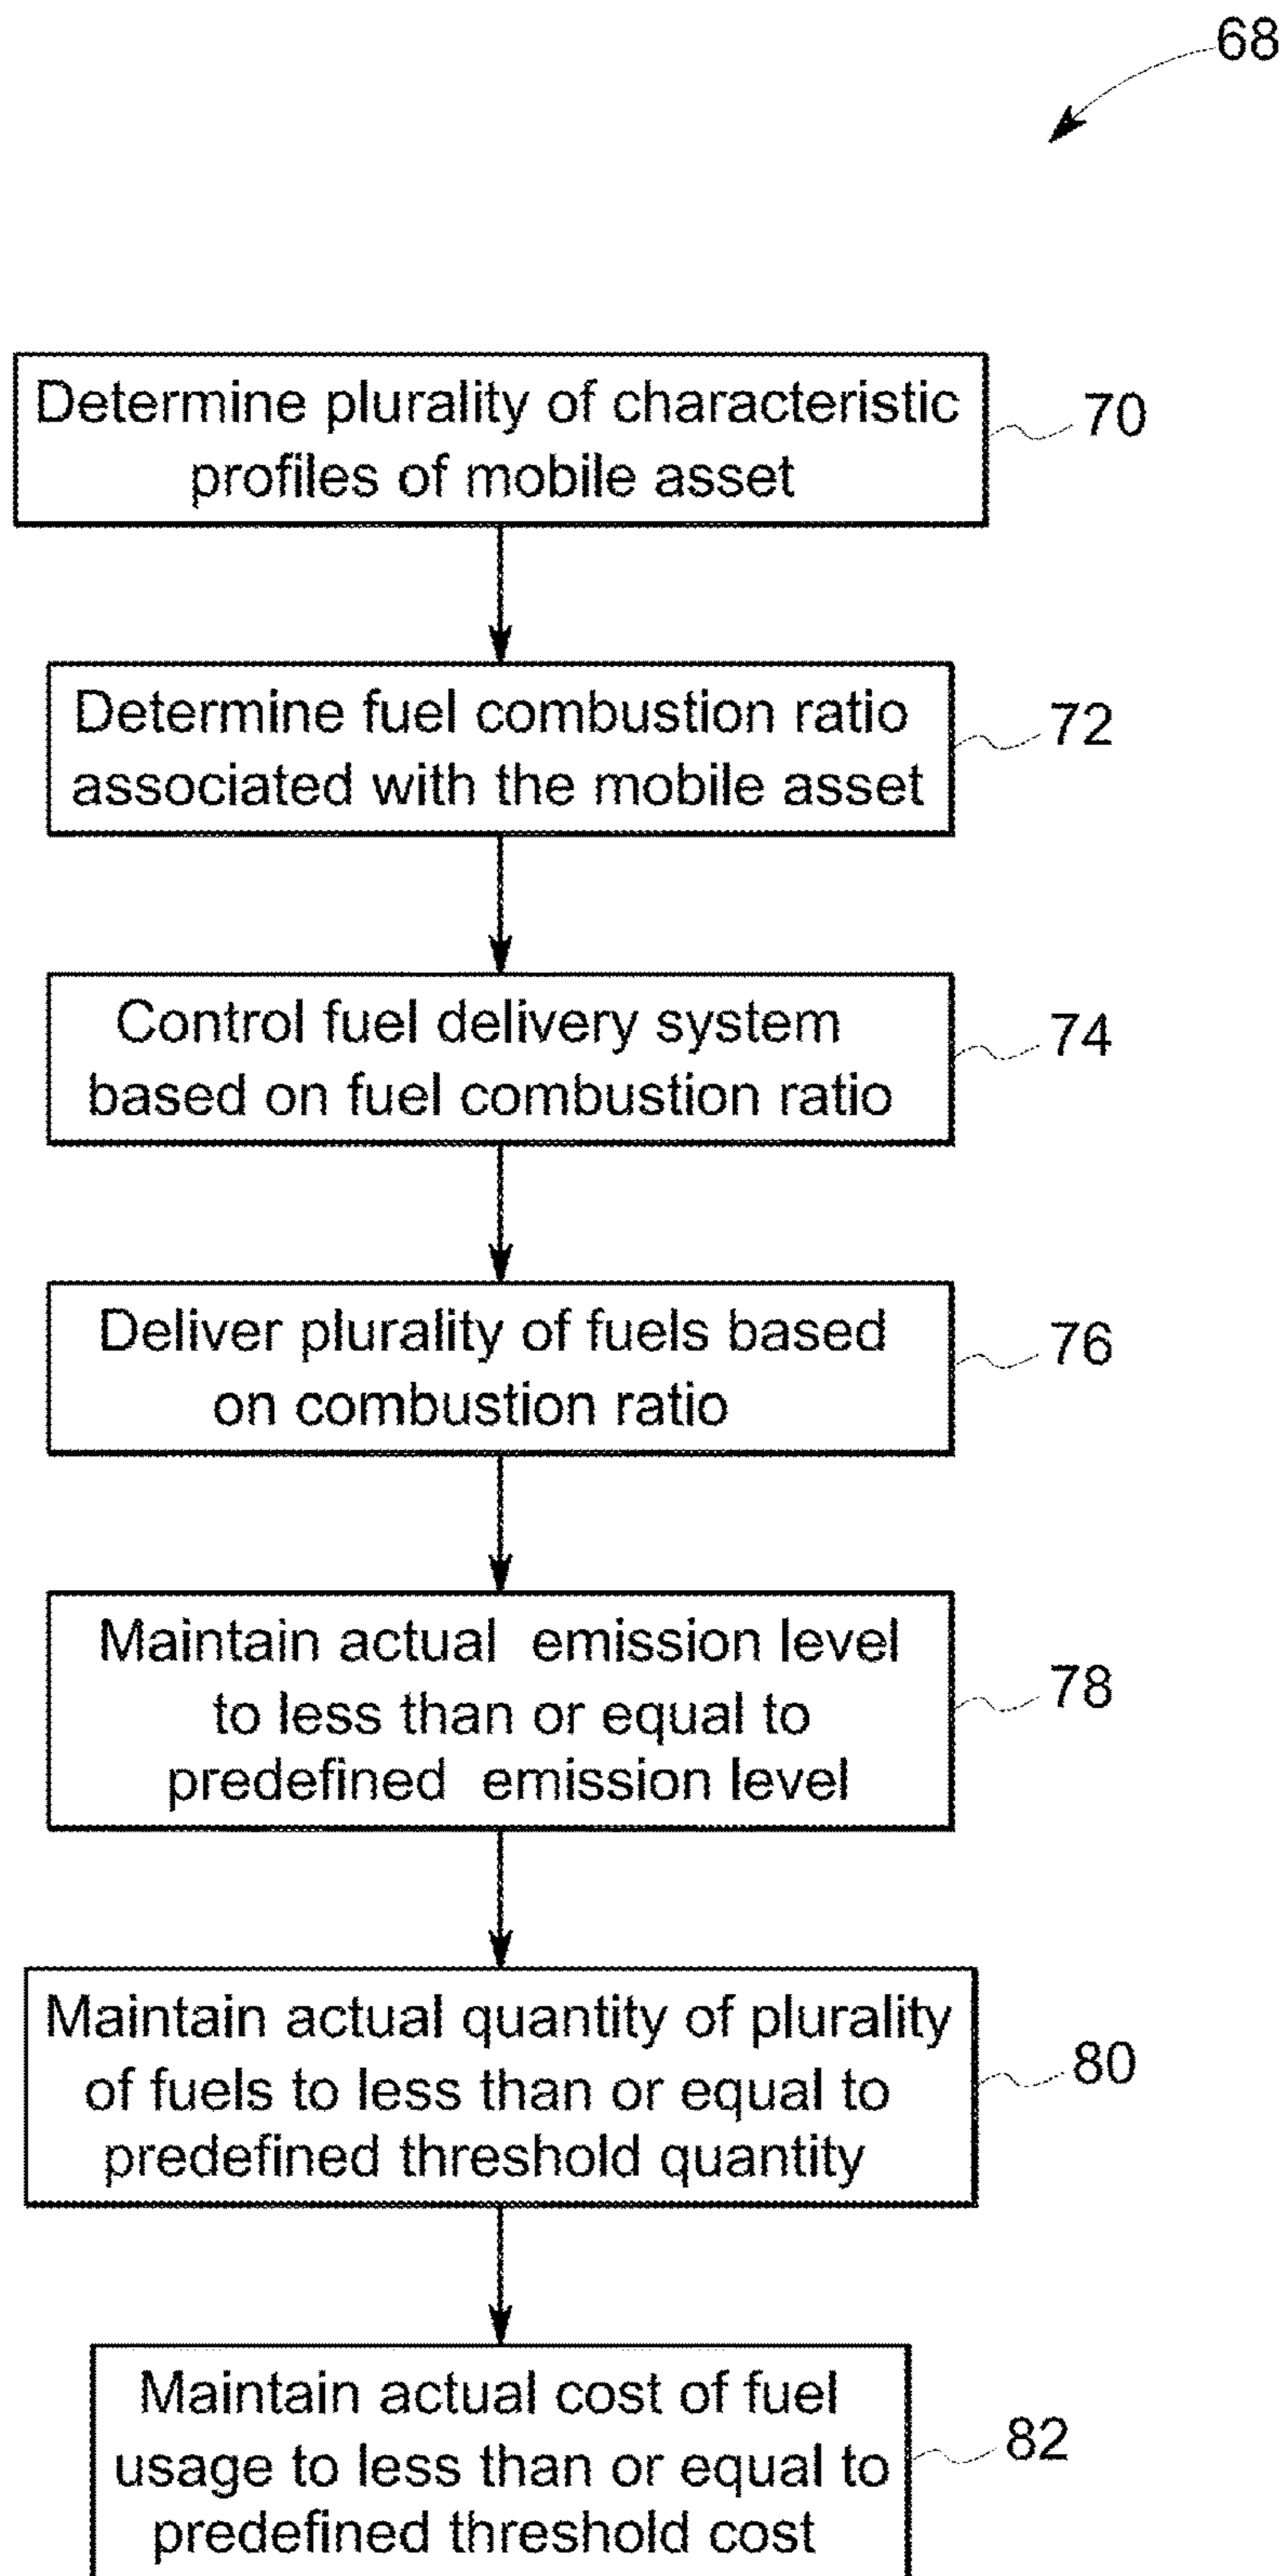 68
Determine plurality of characteristic
profiles of mobile asset
70
Determine fuel combustion ratio
associated with the mobile asset
72
Control fuel delivery system
based on fuel combustion ratio
74
Deliver plurality of fuels based
on combustion ratio
76
Maintain actual emission level
to less than or equal to
predefined emission level
78
Maintain actual quantity of plurality
of fuels to less than or equal to
predefined threshold quantity
80
Maintain actual cost of fuel
usage to less than or equal to
predefined threshold cost
82